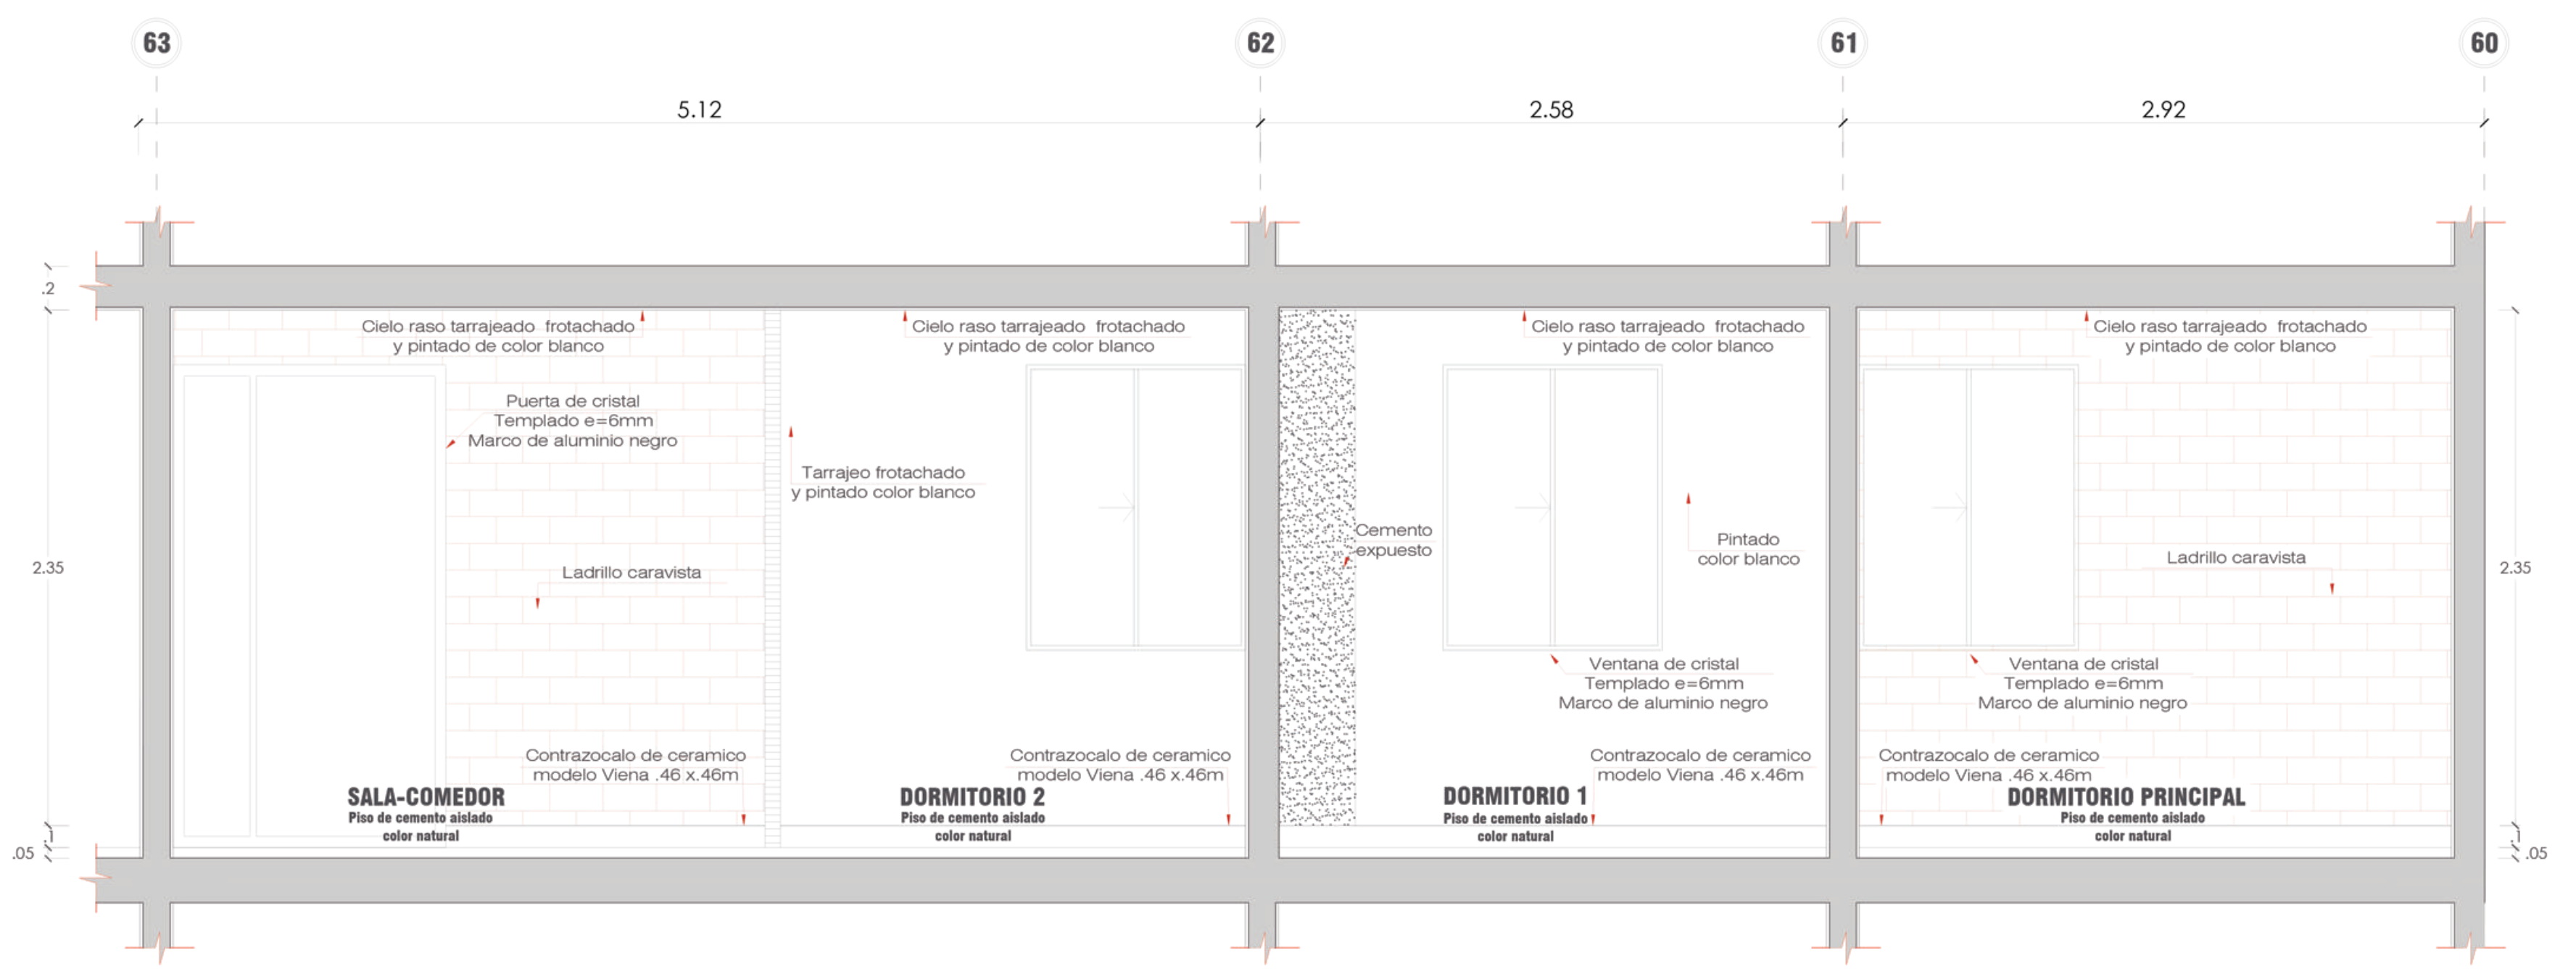 63
62
61
60
5.12
2.58
2.92
.2
Cielo raso tarrajeado frotachado
y pintado de color blanco
Cielo raso tarrajeado frotachado
y pintado de color blanco
Cielo raso tarrajeado frotachado
y pintado de color blanco
Cielo raso tarrajeado frotachado
y pintado de color blanco
Puerta de cristal
Templado e=6mm
Marco de aluminio negro
Tarrajeo frotachado
y pintado color blanco
Cemento
expuesto
Pintado
color blanco
2.35
Ladrillo caravista
Ladrillo caravista
2.35
Ventana de cristal
Templado e=6mm
Marco de aluminio negro
Ventana de cristal
Templado e=6mm
Marco de aluminio negro
Contrazocalo de ceramico
modelo Viena .46 x.46m
Contrazocalo de ceramico
modelo Viena .46 x.46m
Contrazocalo de ceramico
modelo Viena .46 x.46m
Contrazocalo de ceramico
modelo Viena .46 x.46m
SALA-COMEDOR
Piso de cemento aislado
color natural
DORMITORIO 2
Piso de cemento aislado
color natural
DORMITORIO 1
Piso de cemento aislado
color natural
DORMITORIO PRINCIPAL
Piso de cemento aislado
color natural
.1
.05
.1
.05